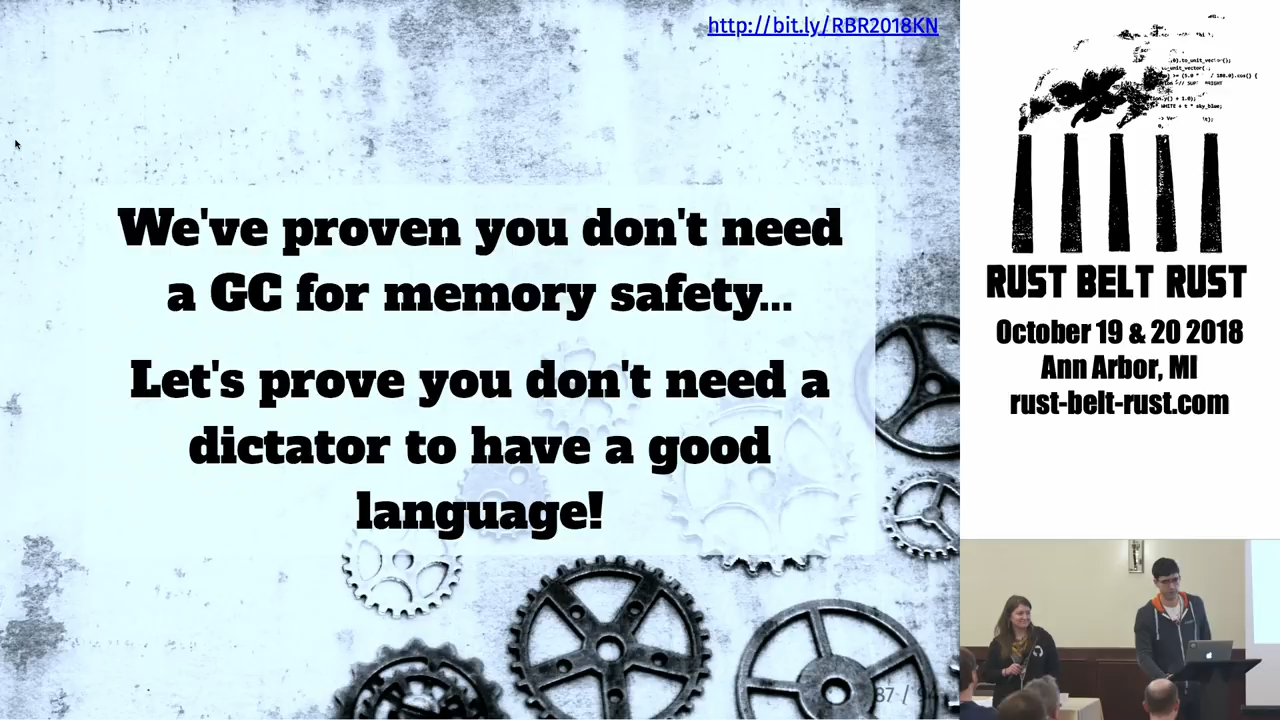 http://bit.ly/RBR2018KN
We've proven you don't need
a GC for memory safety...
Let's prove you don't need a
dictator to have a good
language!
RUST BELT RUST
October 19 & 20 2018
Ann Arbor, MI
rust-belt-rust.com